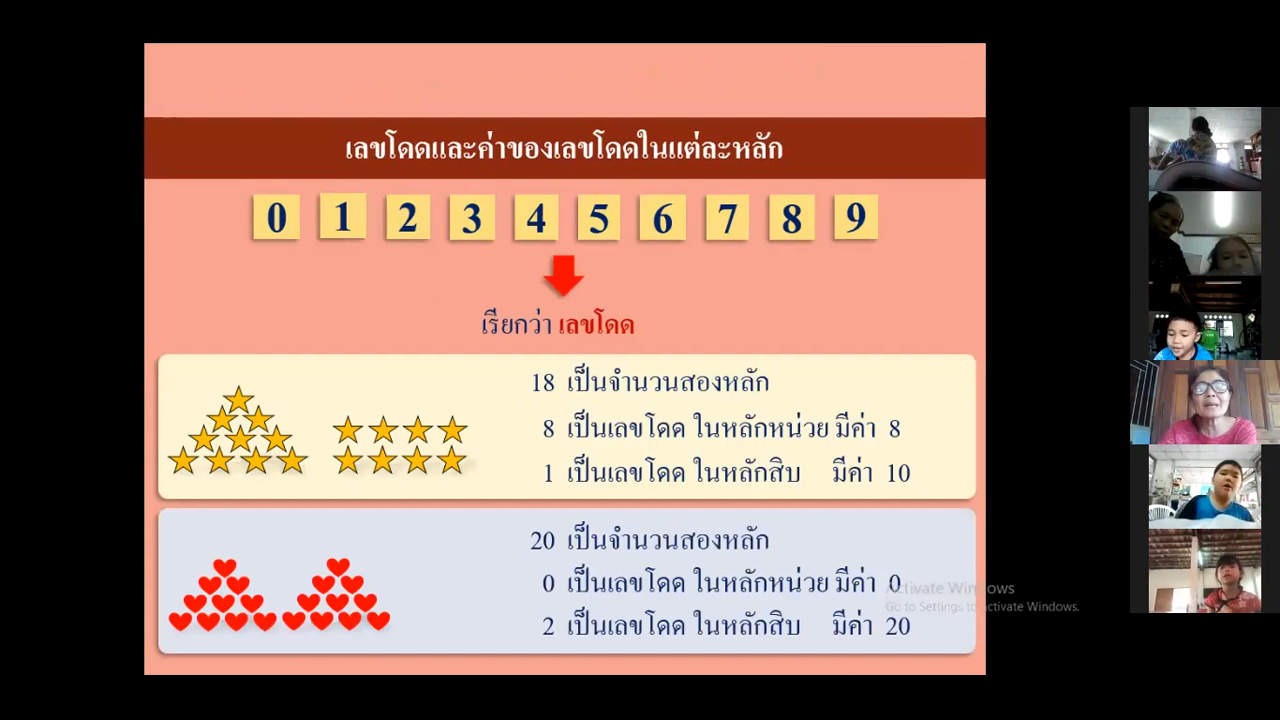 เลขโดดและค่าของเลขโดดในแต่ละหลัก
0 1 2 3 4 5 6 7 8 9
เรียกว่า เลขโดด
18 เป็นจำนวนสองหลัก
8 เป็นเลขโดด ในหลักหน่วย มีค่า 8
1 เป็นเลขโดด ในหลักสิบ มีค่า 10
20 เป็นจำนวนสองหลัก
0 เป็นเลขโดด ในหลักหน่วย มีค่า 0
2 เป็นเลขโดด ในหลักสิบ มีค่า 20
Activate Windows
Go to Settings to activate Windows.